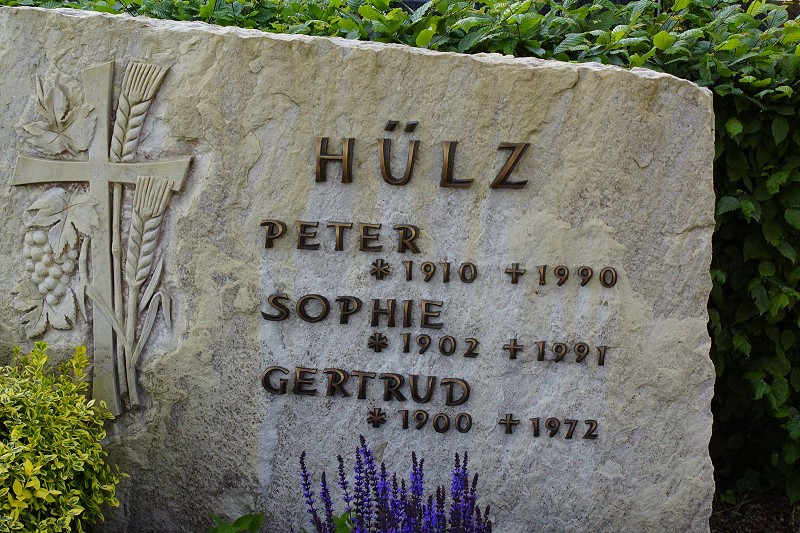 HÜLZ
PETER
* 1910 + 1990
SOPHIE
* 1902 + 1991
GERTRUD
* 1900 + 1972